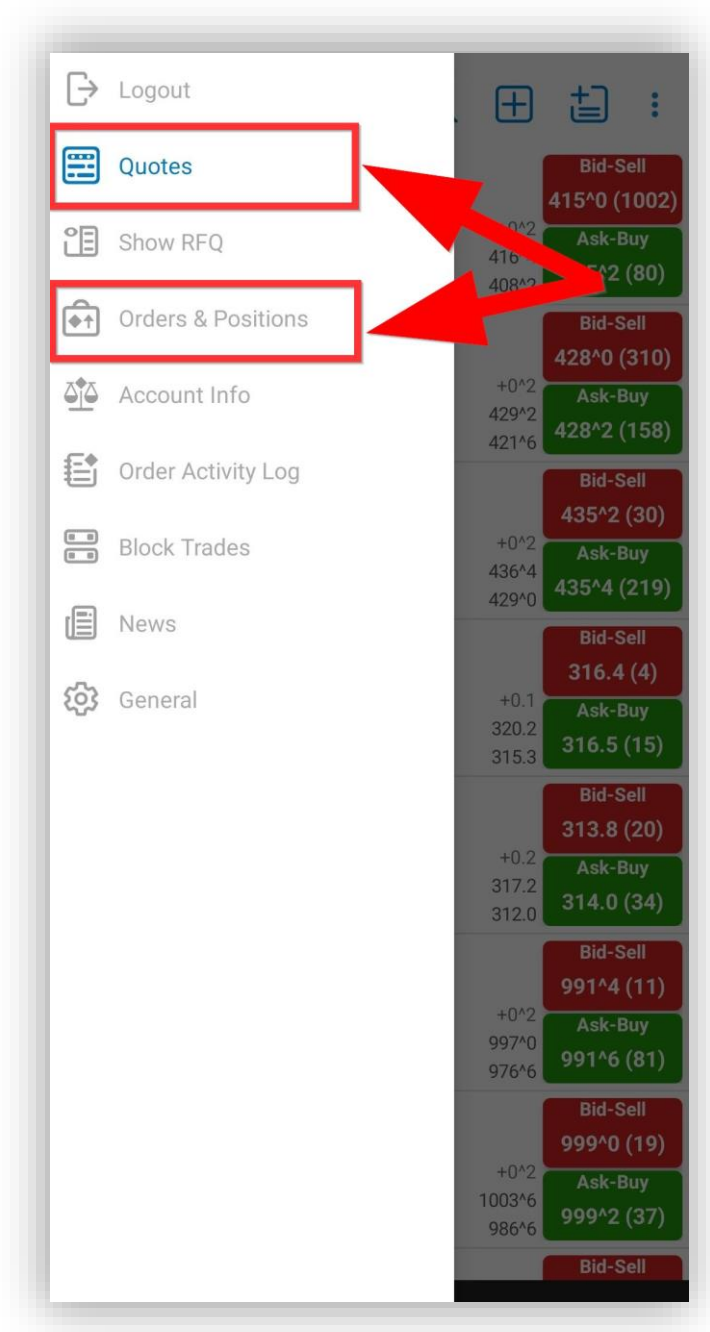 Logout
Quotes
Show RFQ
Orders & Positions
Account Info
Order Activity Log
Block Trades
News
General
Bid-Sell
415^0 (1002)
Ask-Buy
408^2
Bid-Sell
428^0 (310)
+0^2
429^2
421^6
Ask-Buy
428^2 (158)
Bid-Sell
435^2 (30)
+0^2
436^4
429^0
Ask-Buy
435^4 (219)
Bid-Sell
316.4 (4)
+0.1
320.2
315.3
Ask-Buy
316.5 (15)
Bid-Sell
313.8 (20)
+0.2
317.2
312.0
Ask-Buy
314.0 (34)
Bid-Sell
991^4 (11)
+0^2
997^0
976^6
Ask-Buy
991^6 (81)
Bid-Sell
999^0 (19)
+0^2
1003^6
986^6
Ask-Buy
999^2 (37)
Bid-Sell